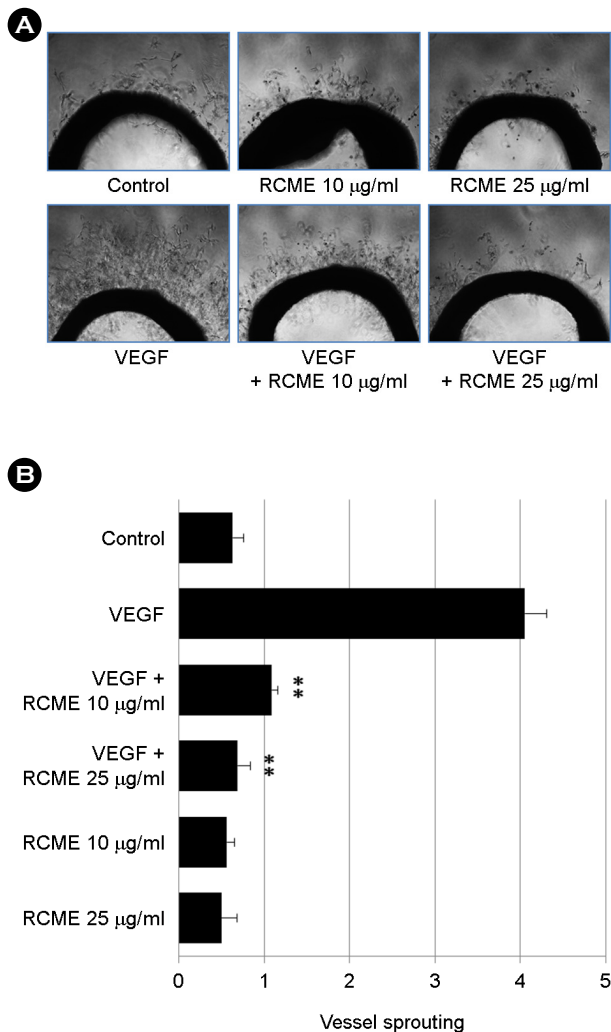 A
Control
RCME 10 μg/ml
RCME 25 μg/ml
VEGF
VEGF
+ RCME 10 μg/ml
VEGF
+ RCME 25 μg/ml
B
Control
VEGF
VEGF +
RCME 10 μg/ml
**
VEGF +
RCME 25 μg/ml
**
RCME 10 μg/ml
RCME 25 μg/ml
0 1 2 3 4 5
Vessel sprouting